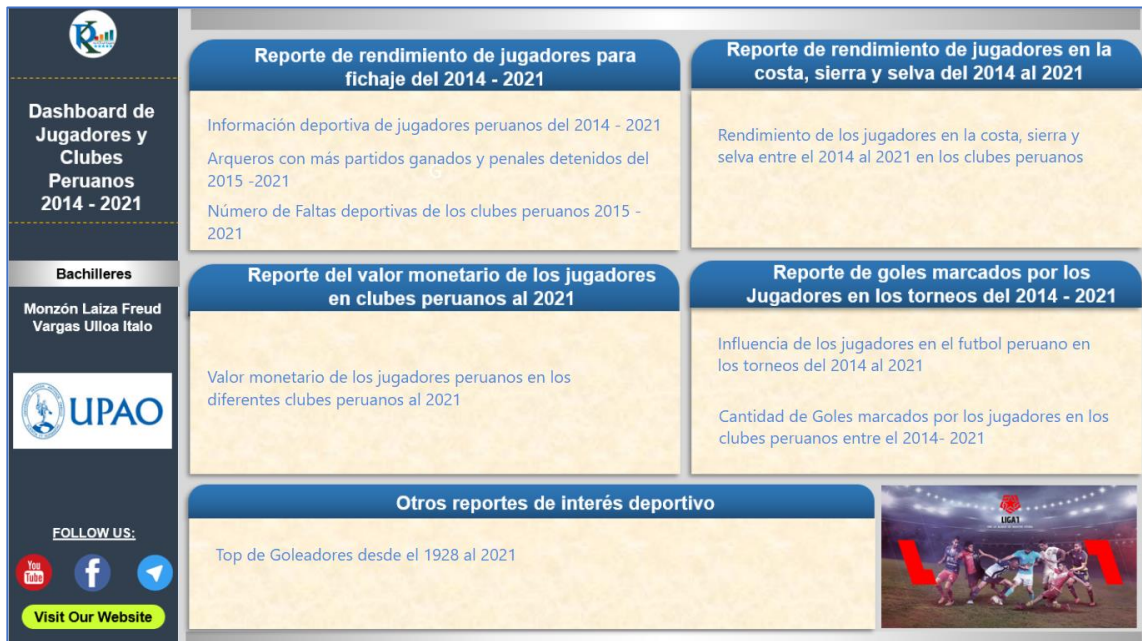 Dashboard de
Jugadores y
Clubes
Peruanos
2014 - 2021
Bachilleres
Monzón Laiza Freud
Vargas Ulloa Italo
UPAO
FOLLOW US:
You
Tube
Visit Our Website
Reporte de rendimiento de jugadores para
fichaje del 2014 - 2021
Información deportiva de jugadores peruanos del 2014 - 2021
Arqueros con más partidos ganados y penales detenidos del
2015 -2021
Número de Faltas deportivas de los clubes peruanos 2015 -
2021
Reporte de rendimiento de jugadores en la
costa, sierra y selva del 2014 al 2021
Rendimiento de los jugadores en la costa, sierra y
selva entre el 2014 al 2021 en los clubes peruanos
Reporte del valor monetario de los jugadores
en clubes peruanos al 2021
Valor monetario de los jugadores peruanos en los
diferentes clubes peruanos al 2021
Reporte de goles marcados por los
Jugadores en los torneos del 2014 - 2021
Influencia de los jugadores en el futbol peruano en
los torneos del 2014 al 2021
Cantidad de Goles marcados por los jugadores en los
clubes peruanos entre el 2014- 2021
Otros reportes de interés deportivo
Top de Goleadores desde el 1928 al 2021
LIGA1